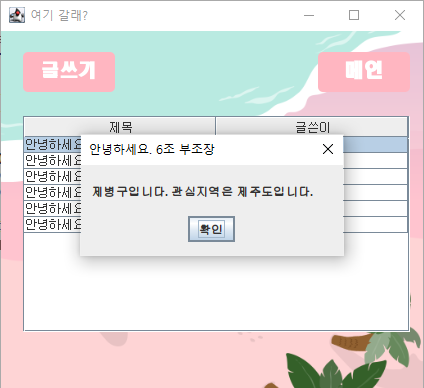 여기 갈래?
글쓰기
메인
제목
글쓴이
안녕하세요
안녕하세요. 6조 부조장
안녕하세요
제병구입니다. 관심지역은 제주도입니다.
안녕하세요
안녕하세요
확인
안녕하세요
안녕하세요